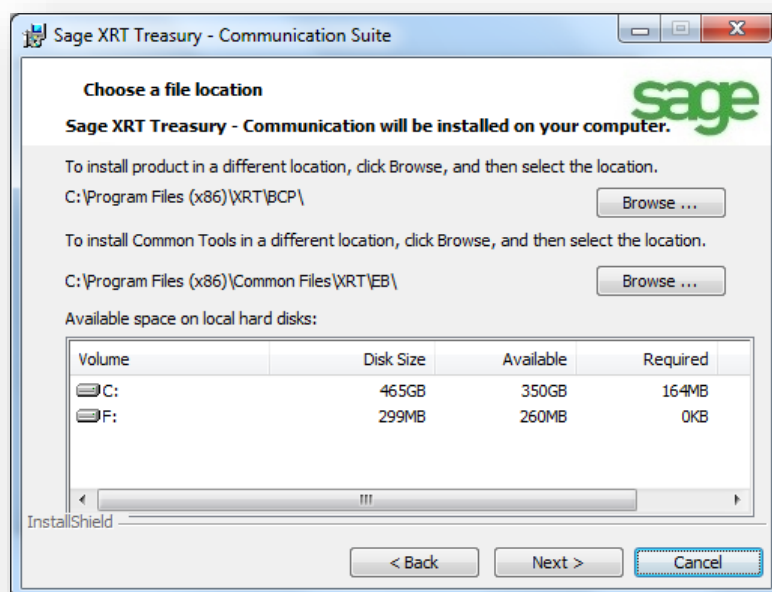 Sage XRT Treasury - Communication Suite
Choose a file location
sage
Sage XRT Treasury - Communication will be installed on your computer.
To install product in a different location, click Browse, and then select the location.
C:\Program Files (x86)\XRT\BCP\
Browse ...
To install Common Tools in a different location, click Browse, and then select the location.
C:\Program Files (x86)\Common Files\XRT\EB\
Browse ...
Available space on local hard disks:
Volume Disk Size Available Required
C: 465GB 350GB 164MB
F: 299MB 260MB 0KB
InstallShield
< Back Next > Cancel